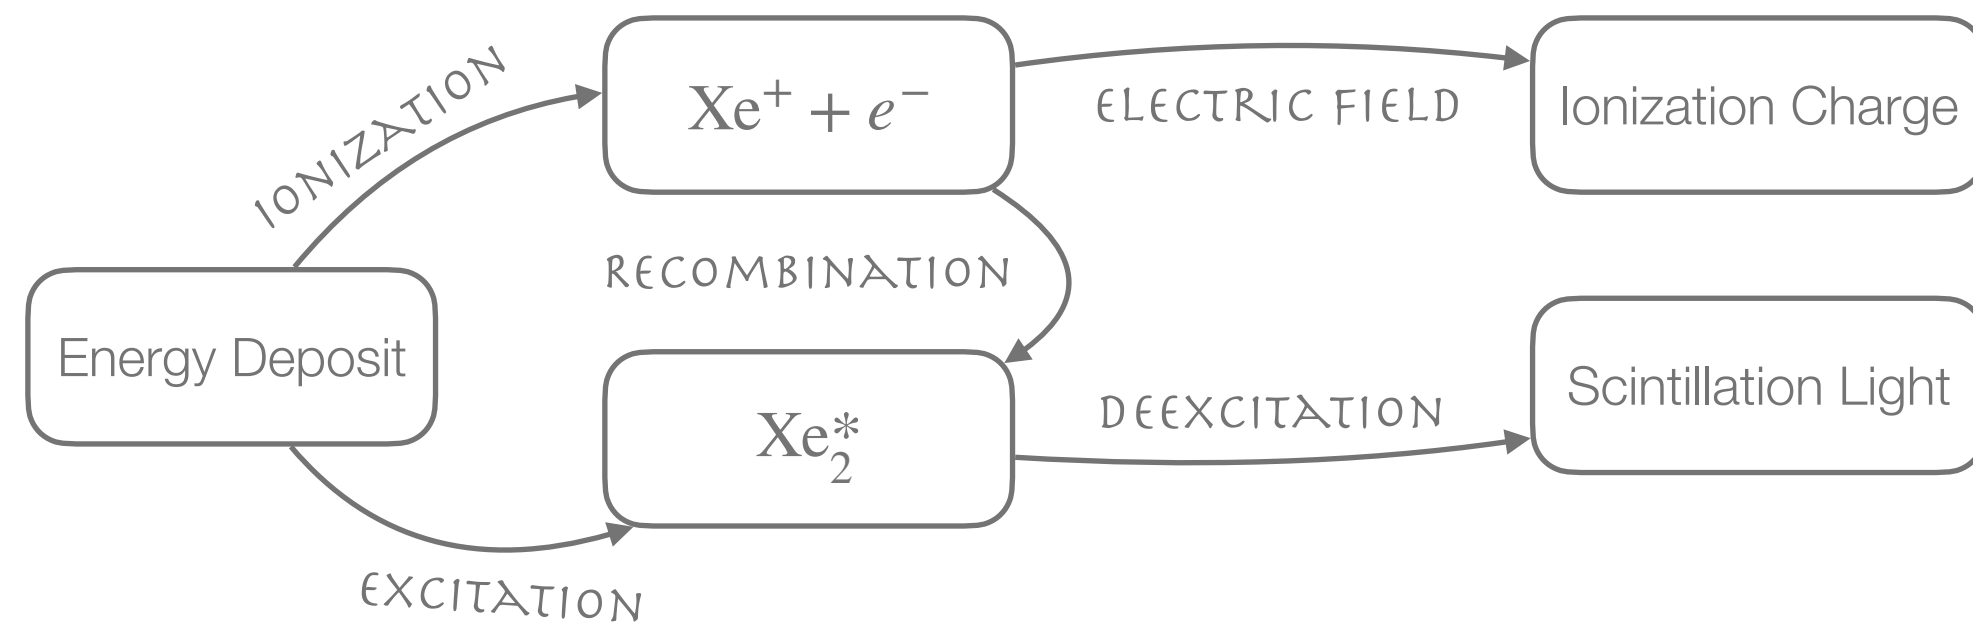 IONIZATION
Xe⁺ + e⁻
ELECTRIC FIELD
Ionization Charge
RECOMBINATION
Energy Deposit
Xe₂*
DEEXCITATION
Scintillation Light
EXCITATION